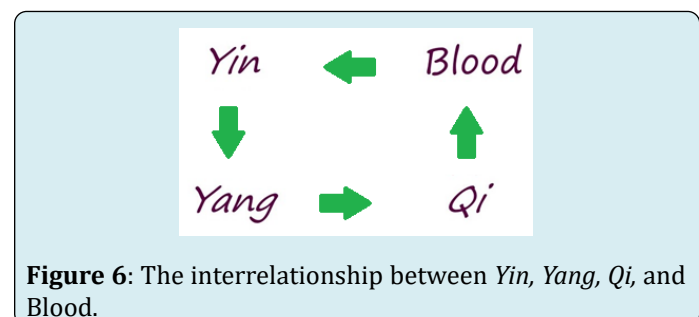 Yin Blood
Yang Qi
Figure 6: The interrelationship between Yin, Yang, Qi, and
Blood.